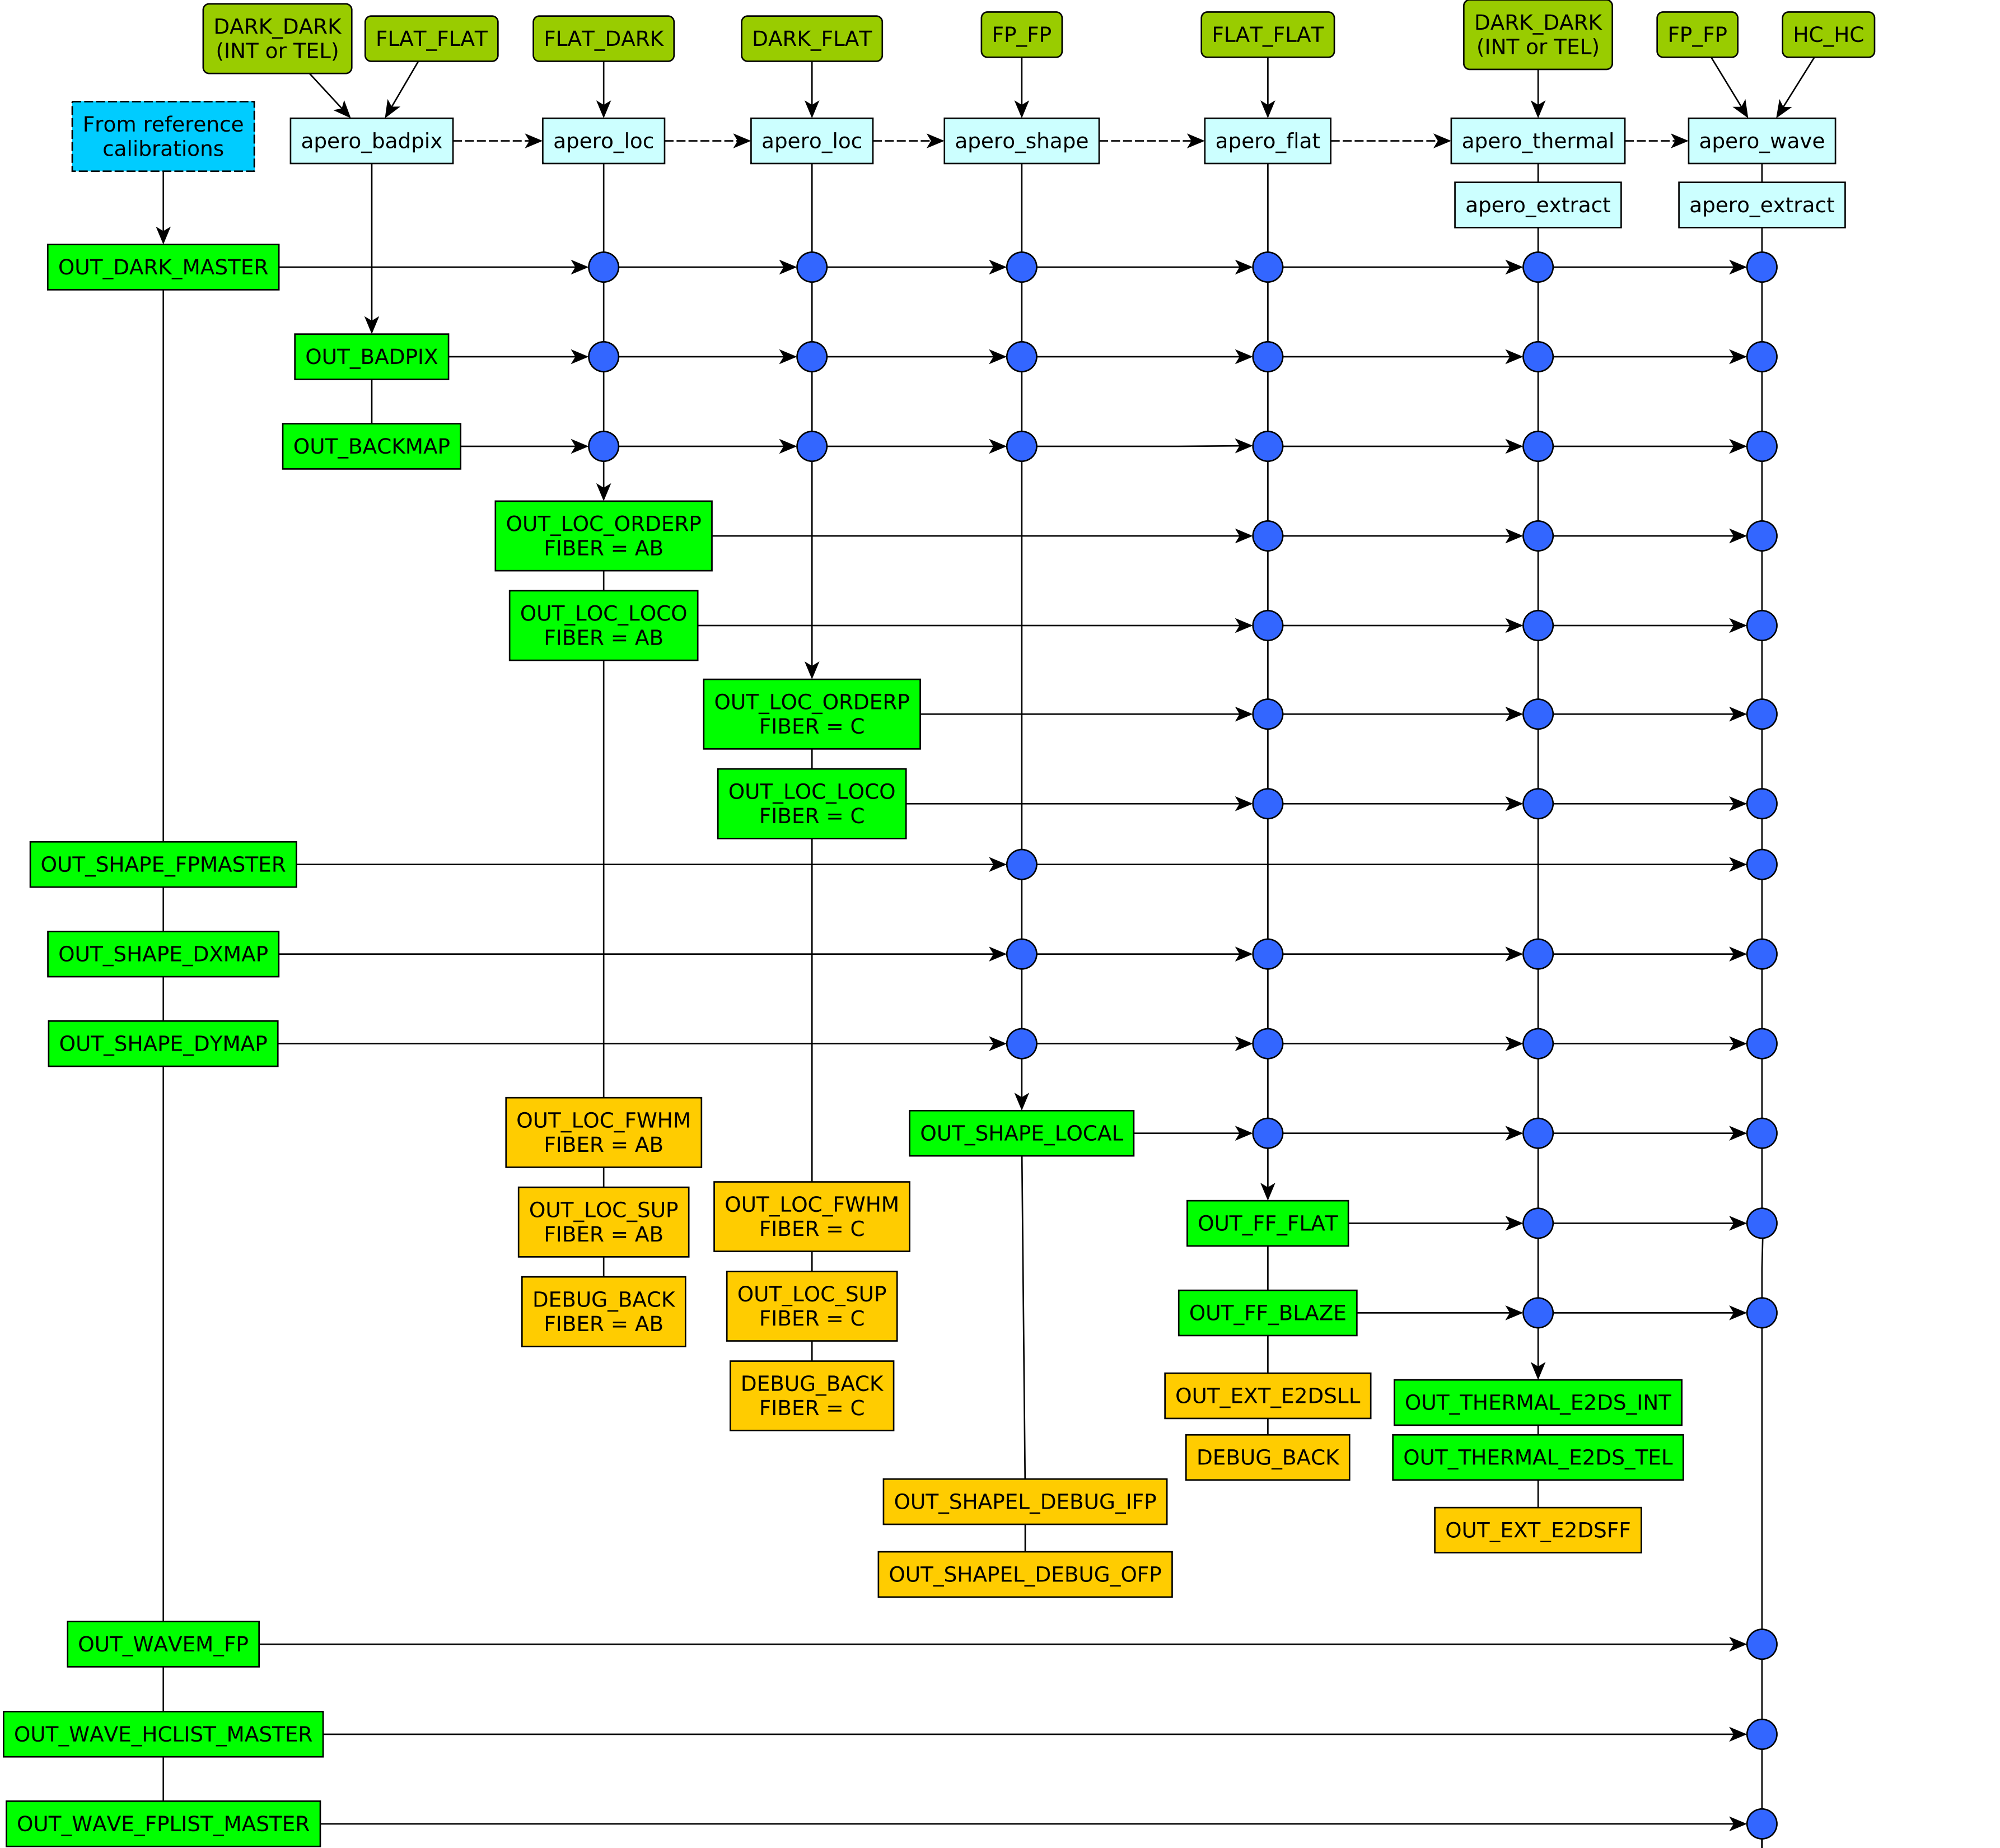 DARK_DARK
(INT or TEL)
FLAT_FLAT
FLAT_DARK
DARK_FLAT
FP_FP
FLAT_FLAT
DARK_DARK
(INT or TEL)
FP_FP
HC_HC
From reference
calibrations
apero_badpix
apero_loc
apero_loc
apero_shape
apero_flat
apero_thermal
apero_wave
apero_extract
apero_extract
OUT_DARK_MASTER
OUT_BADPIX
OUT_BACKMAP
OUT_LOC_ORDERP
FIBER = AB
OUT_LOC_LOCO
FIBER = AB
OUT_LOC_ORDERP
FIBER = C
OUT_LOC_LOCO
FIBER = C
OUT_SHAPE_FPMASTER
OUT_SHAPE_DXMAP
OUT_SHAPE_DYMAP
OUT_LOC_FWHM
FIBER = AB
OUT_SHAPE_LOCAL
OUT_LOC_SUP
FIBER = AB
OUT_LOC_FWHM
FIBER = C
OUT_FF_FLAT
DEBUG_BACK
FIBER = AB
OUT_LOC_SUP
FIBER = C
OUT_FF_BLAZE
DEBUG_BACK
FIBER = C
OUT_EXT_E2DSLL
OUT_THERMAL_E2DS_INT
DEBUG_BACK
OUT_THERMAL_E2DS_TEL
OUT_SHAPEL_DEBUG_IFP
OUT_EXT_E2DSFF
OUT_SHAPEL_DEBUG_OFP
OUT_WAVEM_FP
OUT_WAVE_HCLIST_MASTER
OUT_WAVE_FPLIST_MASTER